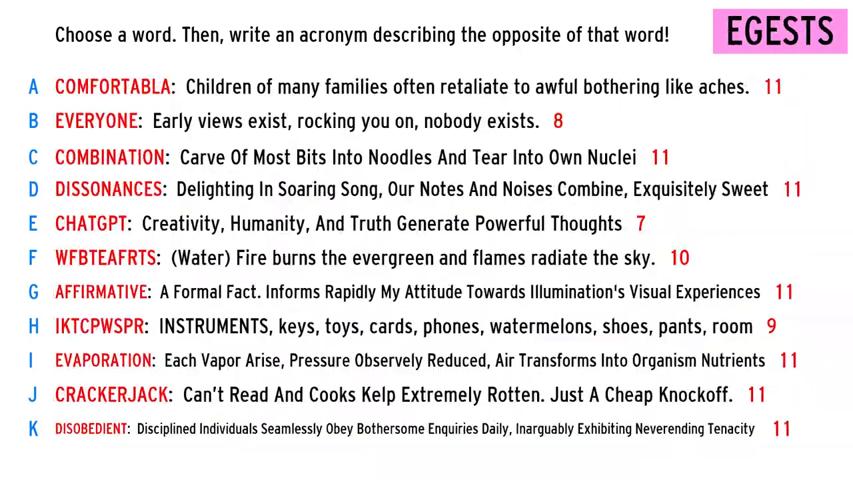 Choose a word. Then, write an acronym describing the opposite of that word!
EGESTS
A COMFORTABLA: Children of many families often retaliate to awful bothering like aches. 11
B EVERYONE: Early views exist, rocking you on, nobody exists. 8
C COMBINATION: Carve Of Most Bits Into Noodles And Tear Into Own Nuclei 11
D DISSONANCES: Delighting In Soaring Song, Our Notes And Noises Combine, Exquisitely Sweet 11
E CHATGPT: Creativity, Humanity, And Truth Generate Powerful Thoughts 7
F WFBTEAFRTS: (Water) Fire burns the evergreen and flames radiate the sky. 10
G AFFIRMATIVE: A Formal Fact. Informs Rapidly My Attitude Towards Illumination's Visual Experiences 11
H IKTCPWSPR: INSTRUMENTS, keys, toys, cards, phones, watermelons, shoes, pants, room 9
I EVAPORATION: Each Vapor Arise, Pressure Observely Reduced, Air Transforms Into Organism Nutrients 11
J CRACKERJACK: Can't Read And Cooks Kelp Extremely Rotten. Just A Cheap Knockoff. 11
K DISOBEDIENT: Disciplined Individuals Seamlessly Obey Bothersome Enquiries Daily, Inarguably Exhibiting Neverending Tenacity 11